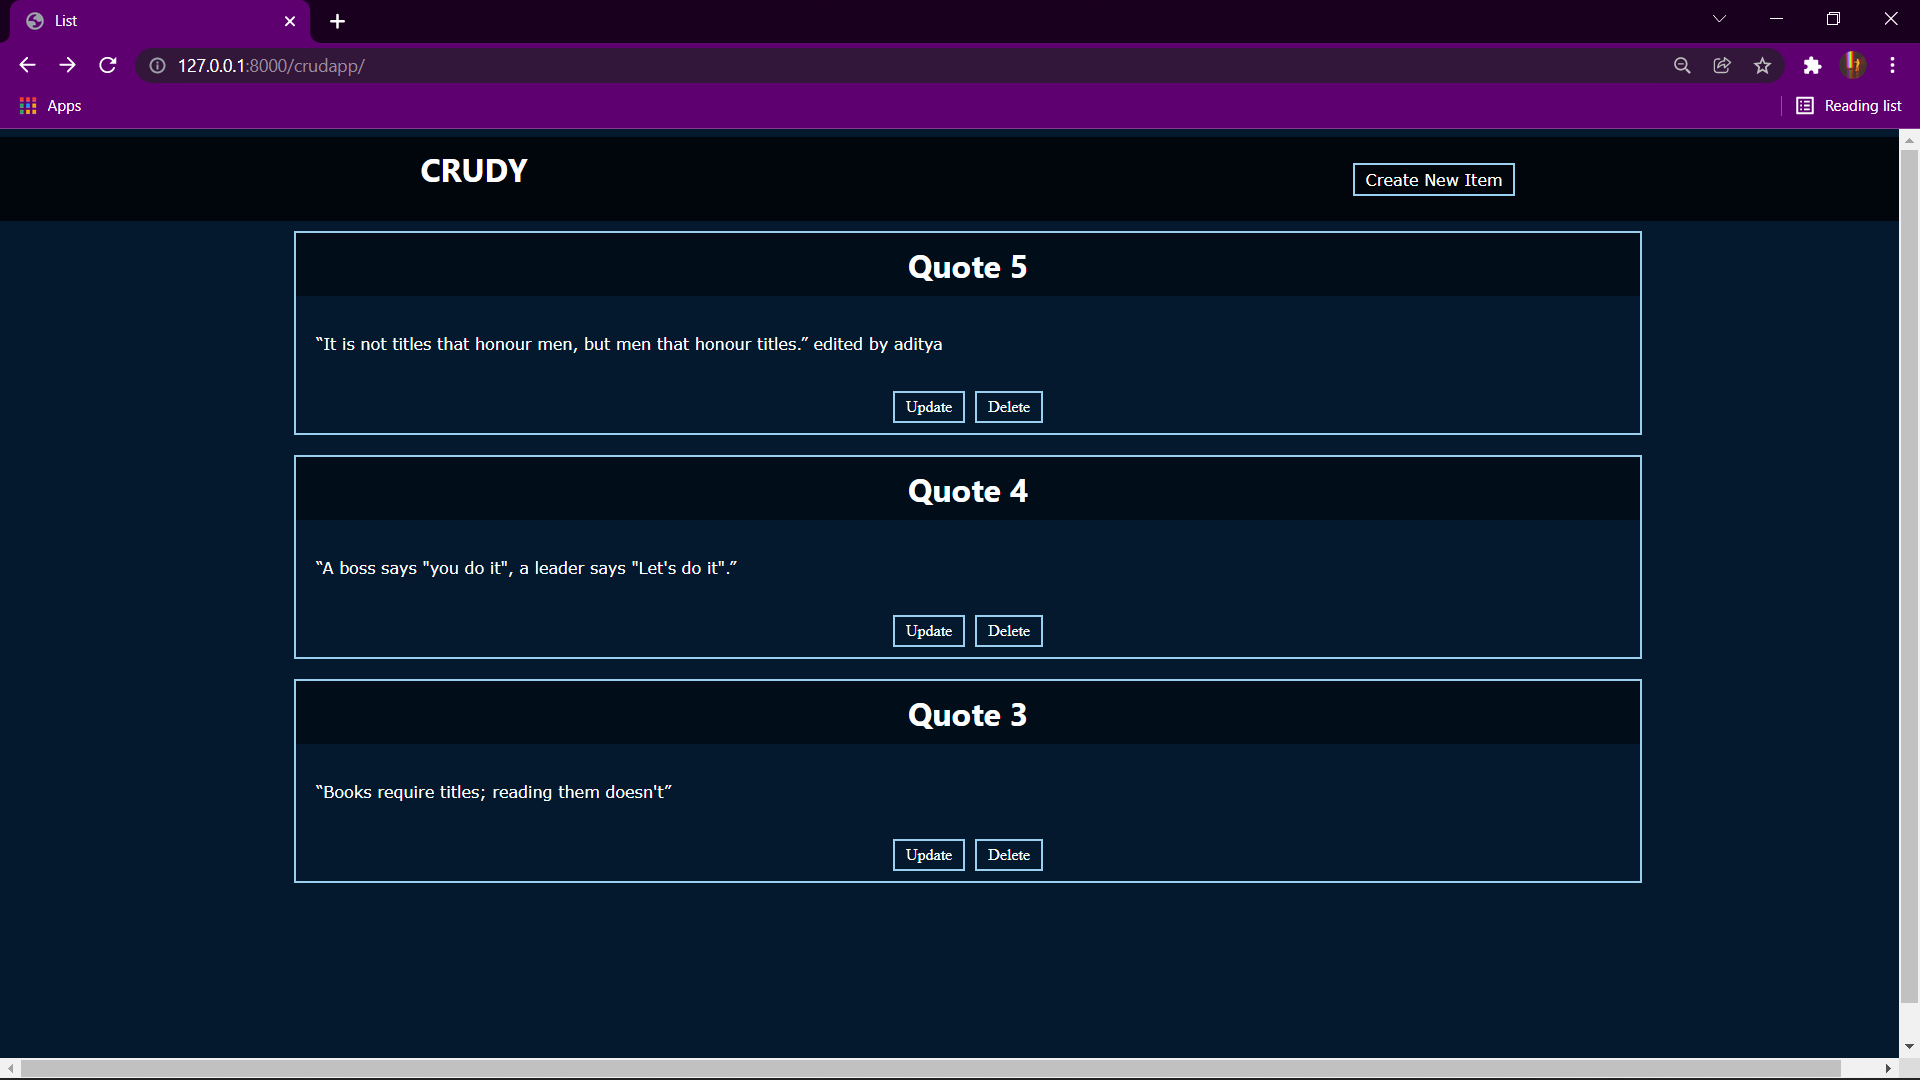 List
127.0.0.1:8000/crudapp/
Apps
Reading list
CRUDY
Create New Item
Quote 5
“It is not titles that honour men, but men that honour titles.” edited by aditya
Update Delete
Quote 4
“A boss says "you do it", a leader says "Let's do it".”
Update Delete
Quote 3
“Books require titles; reading them doesn't”
Update Delete